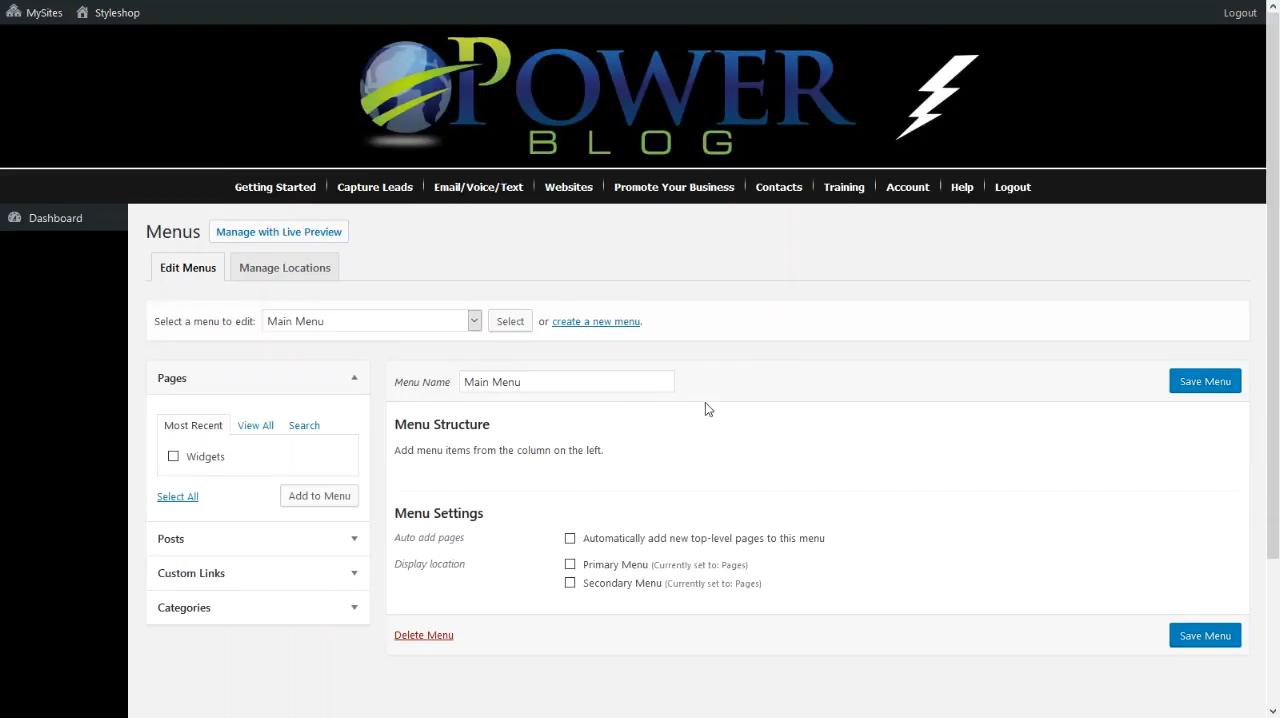 MySites Styleshop Logout
POWER
BLOG
Getting Started Capture Leads Email/Voice/Text Websites Promote Your Business Contacts Training Account Help Logout
Dashboard
Menus Manage with Live Preview
Edit Menus Manage Locations
Select a menu to edit: Main Menu Select or create a new menu.
Pages
Menu Name Main Menu Save Menu
Most Recent View All Search
Widgets
Select All Add to Menu
Posts
Custom Links
Categories
Menu Structure
Add menu items from the column on the left.
Menu Settings
Auto add pages Automatically add new top-level pages to this menu
Display location Primary Menu (Currently set to: Pages)
Secondary Menu (Currently set to: Pages)
Delete Menu Save Menu